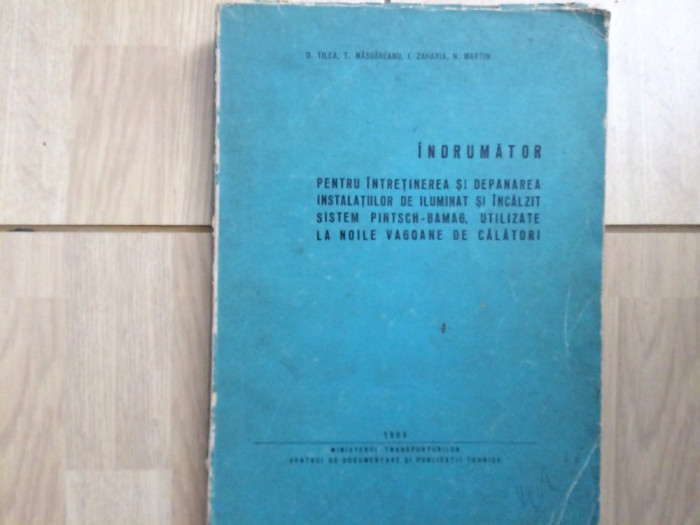 D. TILEA, T. MĂSGĂREANU, I. ZAHARIA, N. MARTIN
ÎNDRUMĂTOR
PENTRU ÎNTREȚINEREA ȘI DEPANAREA
INSTALAȚIILOR DE ILUMINAT ȘI ÎNCĂLZIT
SISTEM PINTSCH-BAMAG, UTILIZATE
LA NOILE VAGOANE DE CĂLĂTORI
MINISTERUL TRANSPORTURILOR
CENTRUL DE DOCUMENTARE ȘI PUBLICAȚII TEHNICE